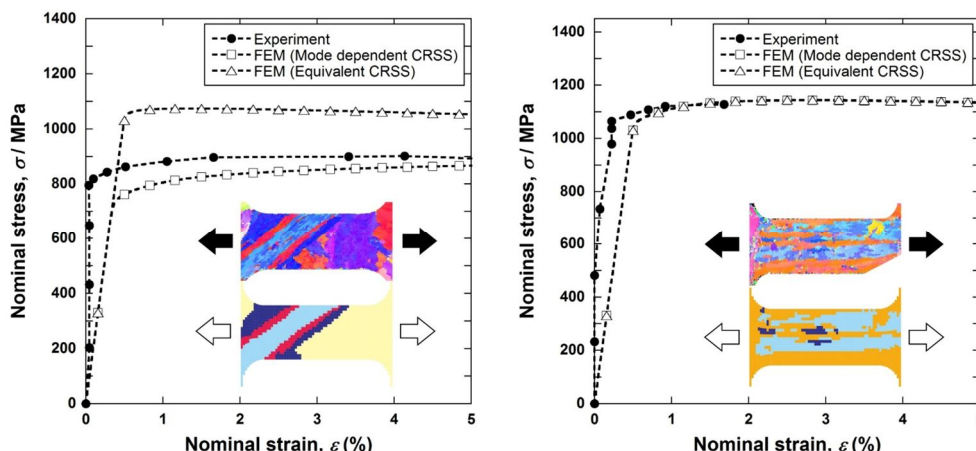 1400
1200
1000
800
600
400
200
0
Nominal stress, σ / MPa
Experiment
FEM (Mode dependent CRSS)
FEM (Equivalent CRSS)
0 1 2 3 4 5
Nominal strain, ε (%)
1400
1200
1000
800
600
400
200
0
Nominal stress, σ / MPa
Experiment
FEM (Mode dependent CRSS)
FEM (Equivalent CRSS)
0 1 2 3 4
Nominal strain, ε (%)